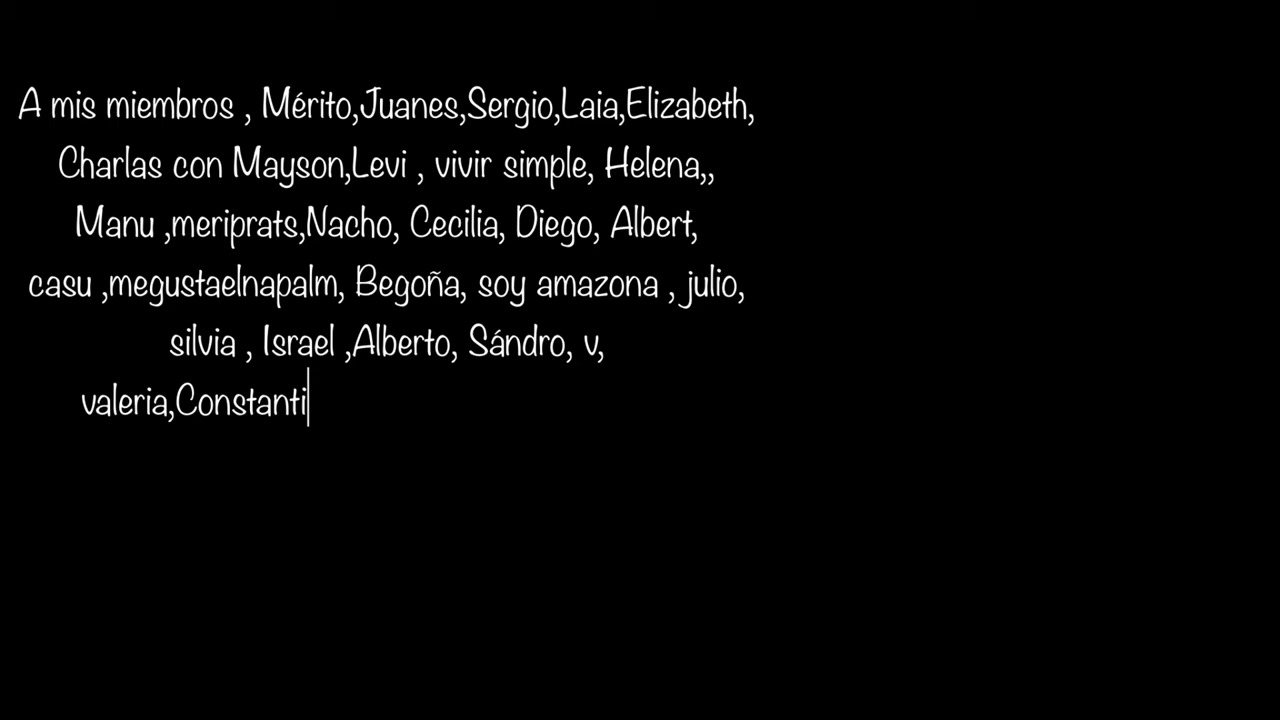 A mis miembros , Mérito,Juanes,Sergio,Laia,Elizabeth,
Charlas con Mayson,Levi , vivir simple, Helena,,
Manu ,meriprats,Nacho, Cecilia, Diego, Albert,
casu ,megustaelnapalm, Begoña, soy amazona , julio,
silvia , Israel ,Alberto, Sándro, v,
valeria,Constanti